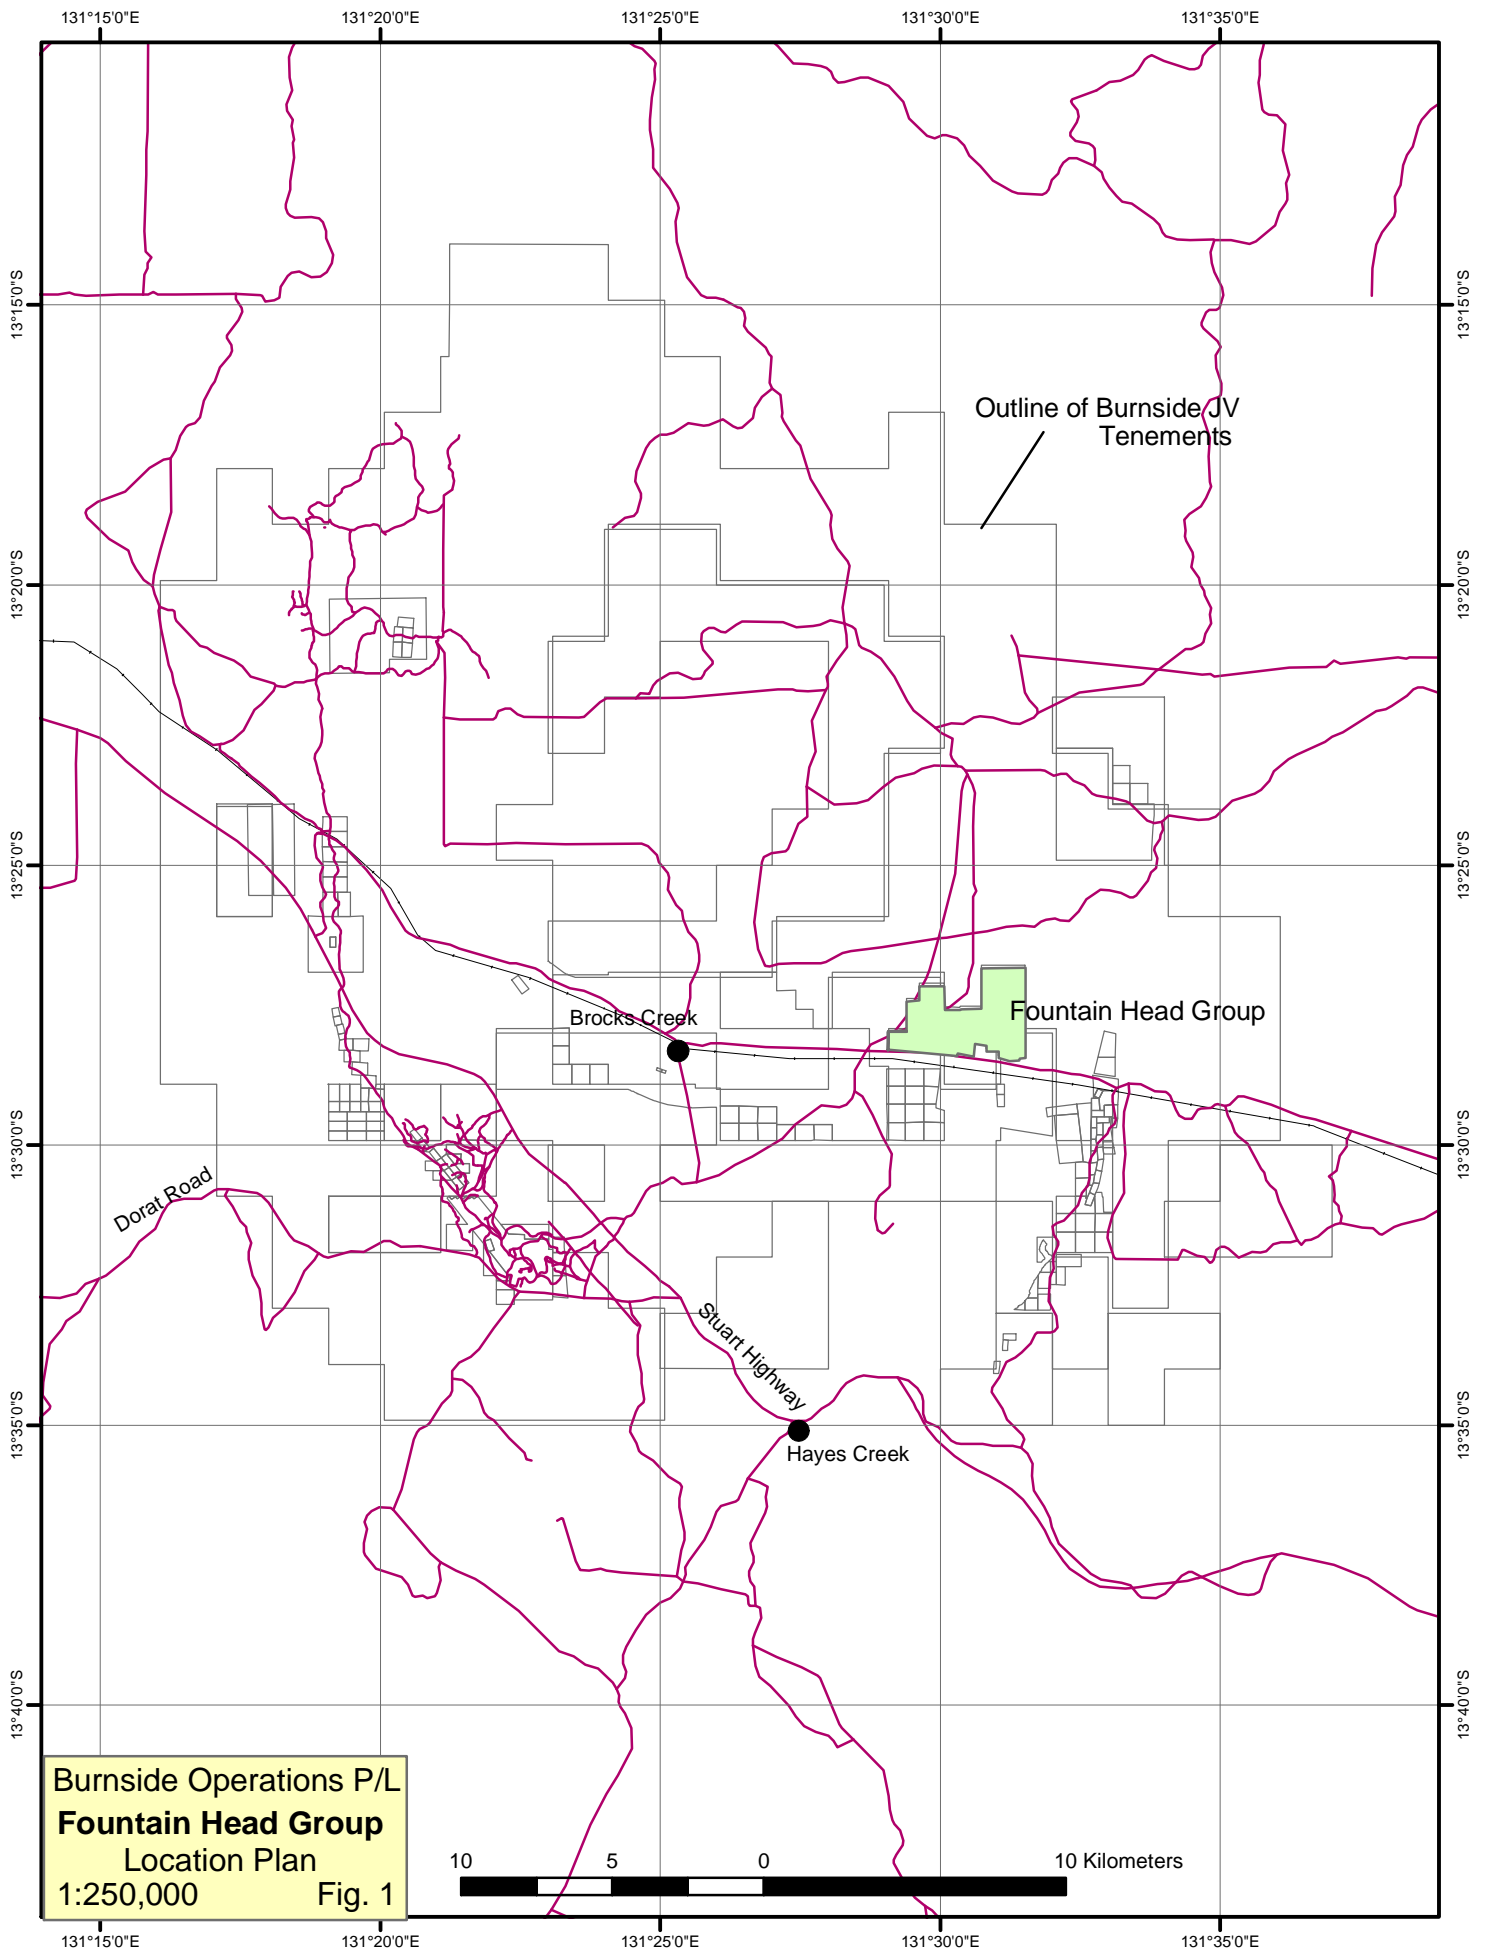 131°15'0"E
131°20'0"E
131°25'0"E
131°30'0"E
131°35'0"E
13°15'0"S
13°15'0"S
Outline of Burnside JV
Tenements
13°20'0"S
13°20'0"S
13°25'0"S
13°25'0"S
Fountain Head Group
Brocks Creek
13°30'0"S
13°30'0"S
Dorat Road
Stuart Highway
13°35'0"S
13°35'0"S
Hayes Creek
13°40'0"S
13°40'0"S
Burnside Operations P/L
Fountain Head Group
Location Plan
1:250,000 Fig. 1
10 5 0 10 Kilometers
131°15'0"E
131°20'0"E
131°25'0"E
131°30'0"E
131°35'0"E